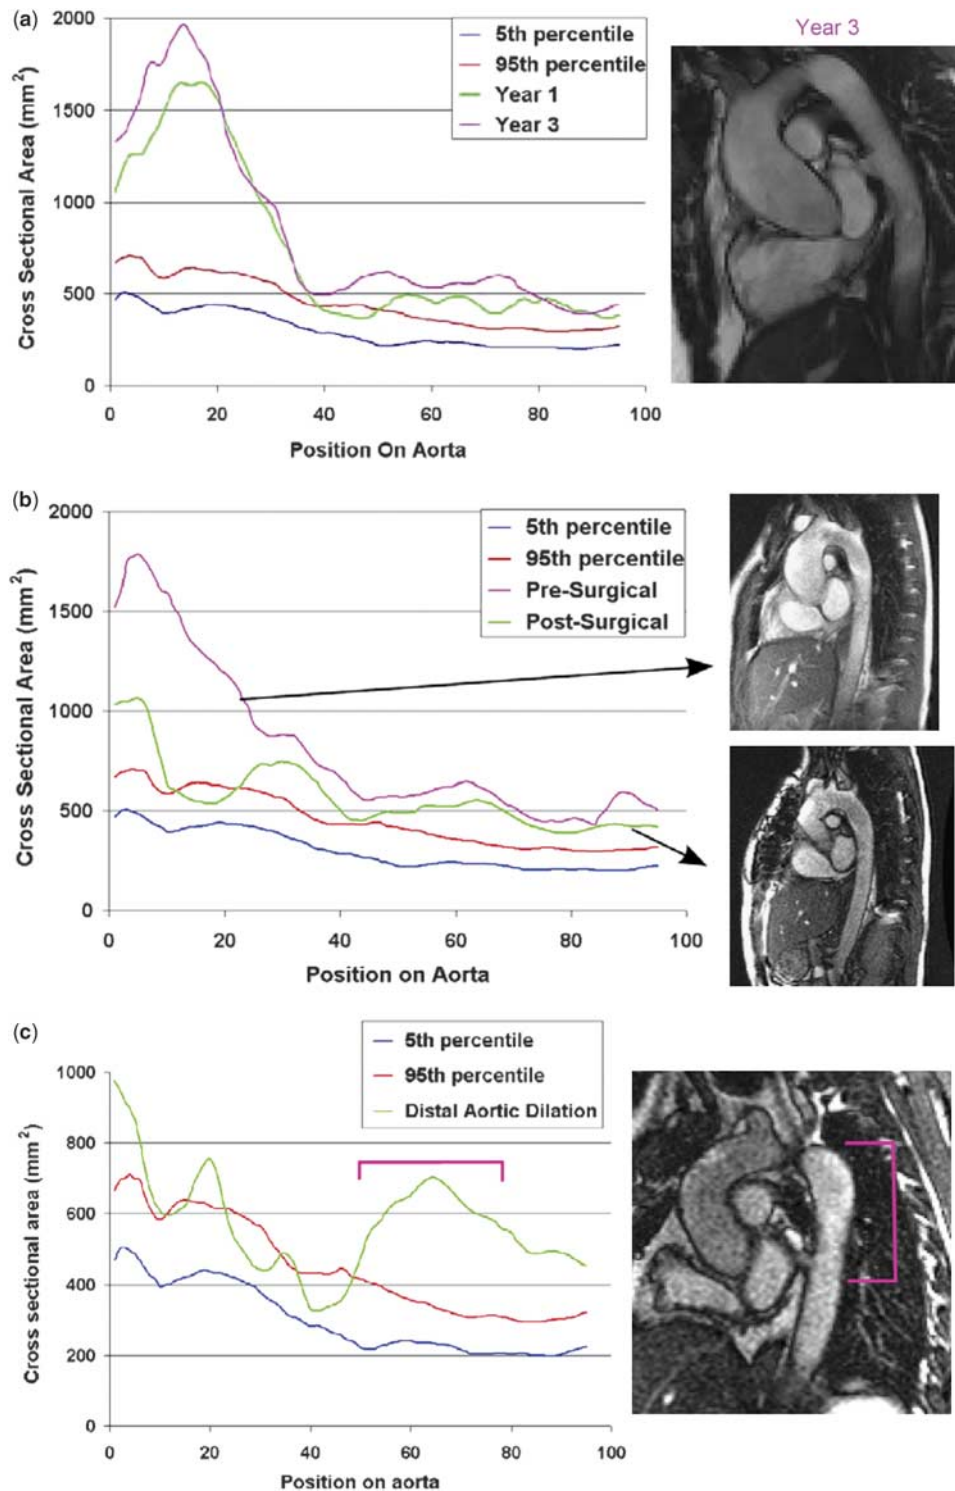 (a)
2000
1500
1000
500
0
0 20 40 60 80 100
Cross Sectional Area (mm²)
Position On Aorta
5th percentile
95th percentile
Year 1
Year 3
Year 3
(b)
2000
1500
1000
500
0
0 20 40 60 80 100
Cross Sectional Area (mm²)
Position on Aorta
5th percentile
95th percentile
Pre-Surgical
Post-Surgical
(c)
1000
800
600
400
200
0
0 20 40 60 80 100
Cross sectional area (mm²)
Position on aorta
5th percentile
95th percentile
Distal Aortic Dilation